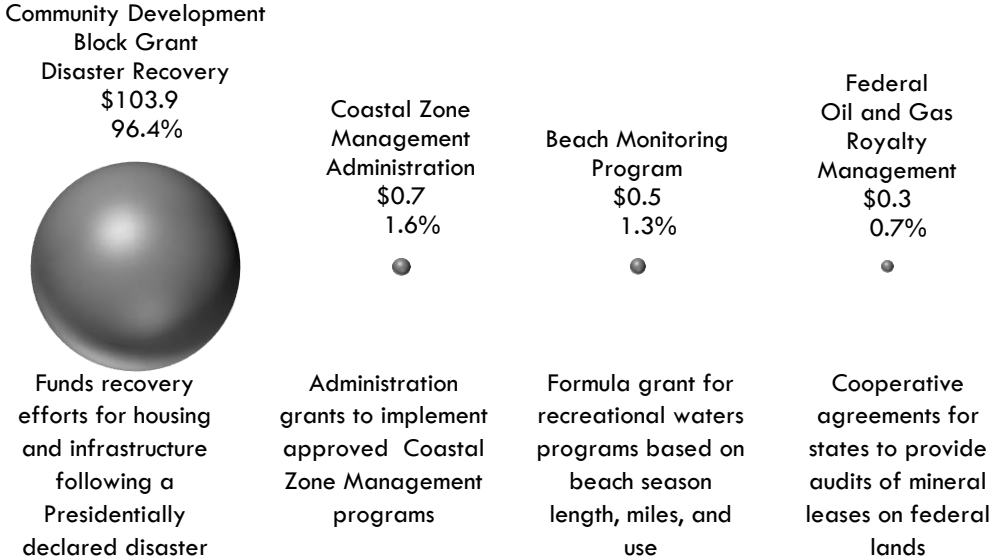 Community Development
Block Grant
Disaster Recovery
$103.9
96.4%
Coastal Zone
Management
Administration
$0.7
1.6%
Beach Monitoring
Program
$0.5
1.3%
Federal
Oil and Gas
Royalty
Management
$0.3
0.7%
Funds recovery
efforts for housing
and infrastructure
following a
Presidentially
declared disaster
Administration
grants to implement
approved Coastal
Zone Management
programs
Formula grant for
recreational waters
programs based on
beach season
length, miles, and
use
Cooperative
agreements for
states to provide
audits of mineral
leases on federal
lands